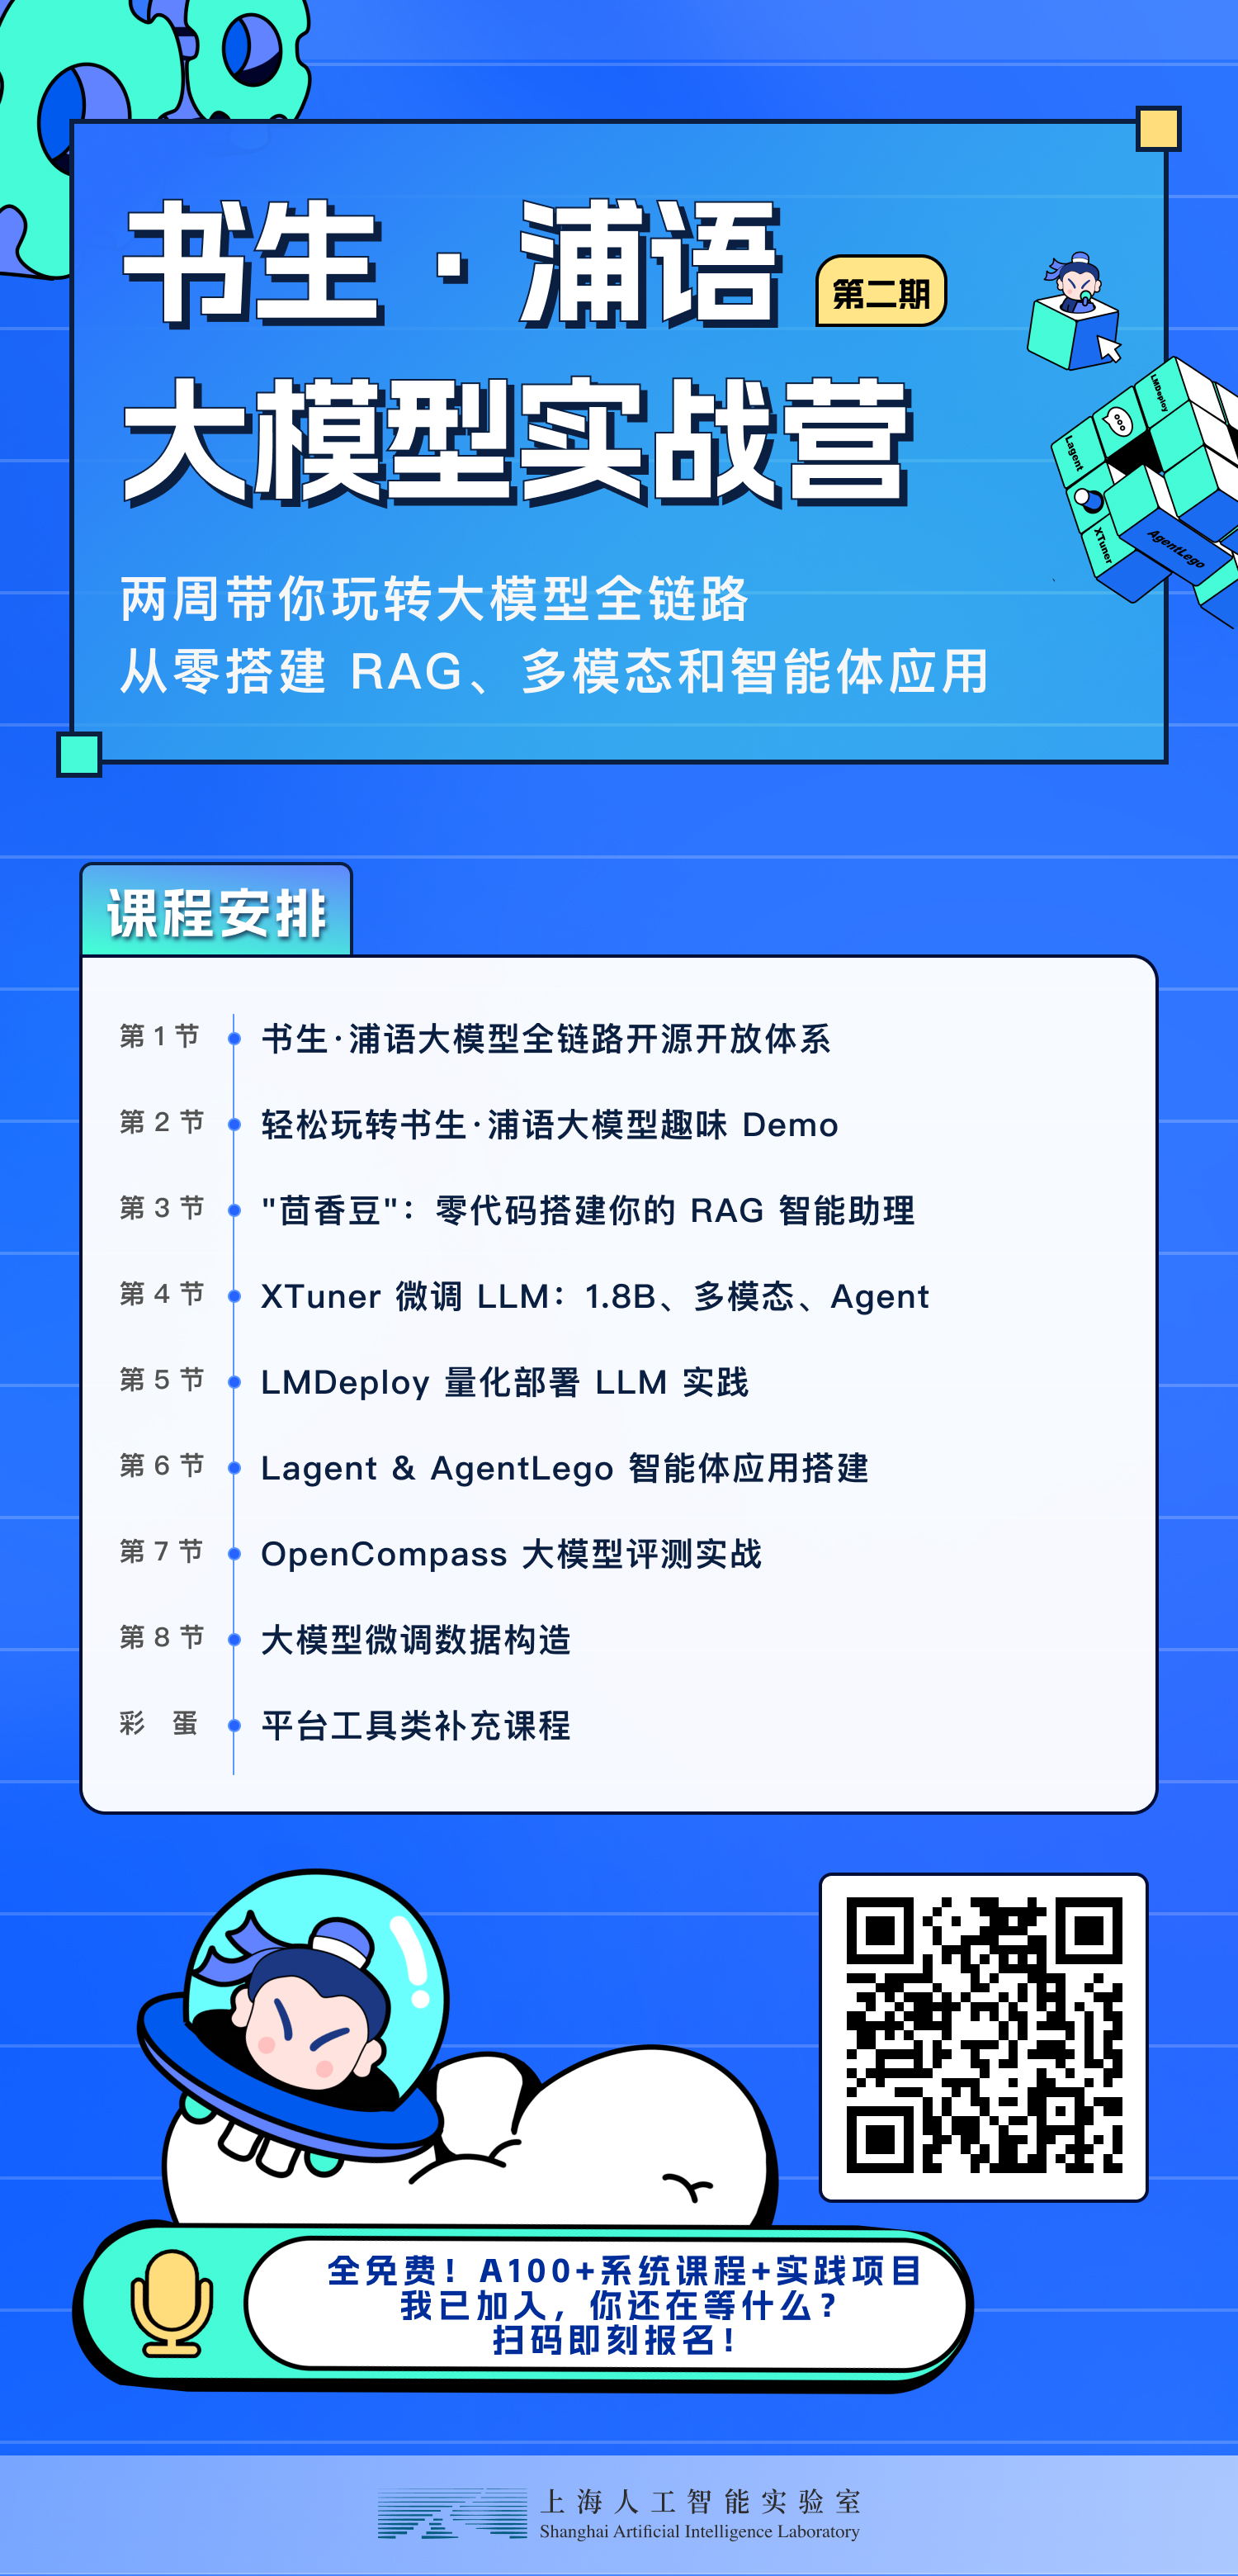 书生·浦语
第二期
大模型实战营
LMDeploy
Lagent
XTuner
AgentLego
两周带你玩转大模型全链路
从零搭建 RAG、多模态和智能体应用
课程安排
第 1 节 书生·浦语大模型全链路开源开放体系
第 2 节 轻松玩转书生·浦语大模型趣味 Demo
第 3 节 "茴香豆"：零代码搭建你的 RAG 智能助理
第 4 节 XTuner 微调 LLM：1.8B、多模态、Agent
第 5 节 LMDeploy 量化部署 LLM 实践
第 6 节 Lagent & AgentLego 智能体应用搭建
第 7 节 OpenCompass 大模型评测实战
第 8 节 大模型微调数据构造
彩 蛋 平台工具类补充课程
全免费！A100+系统课程+实践项目
我已加入，你还在等什么？
扫码即刻报名！
上海人工智能实验室
Shanghai Artificial Intelligence Laboratory